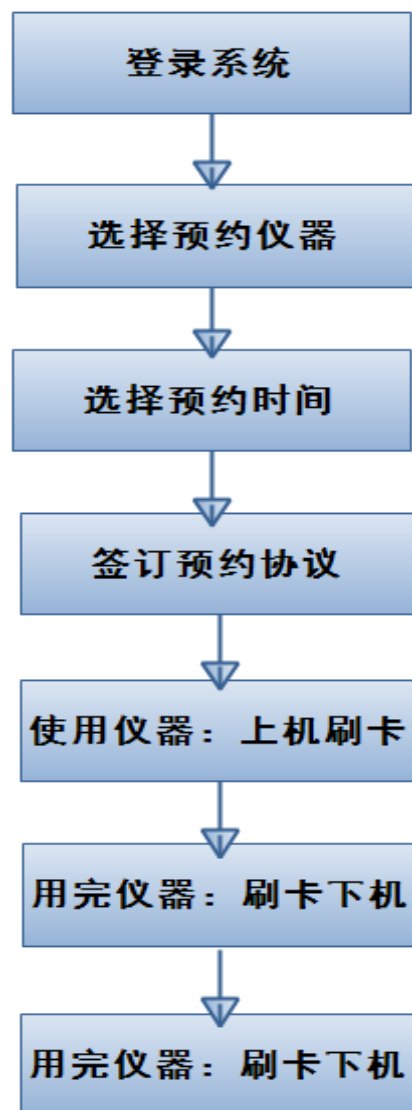 登录系统
选择预约仪器
选择预约时间
签订预约协议
使用仪器：上机刷卡
用完仪器：刷卡下机
用完仪器：刷卡下机